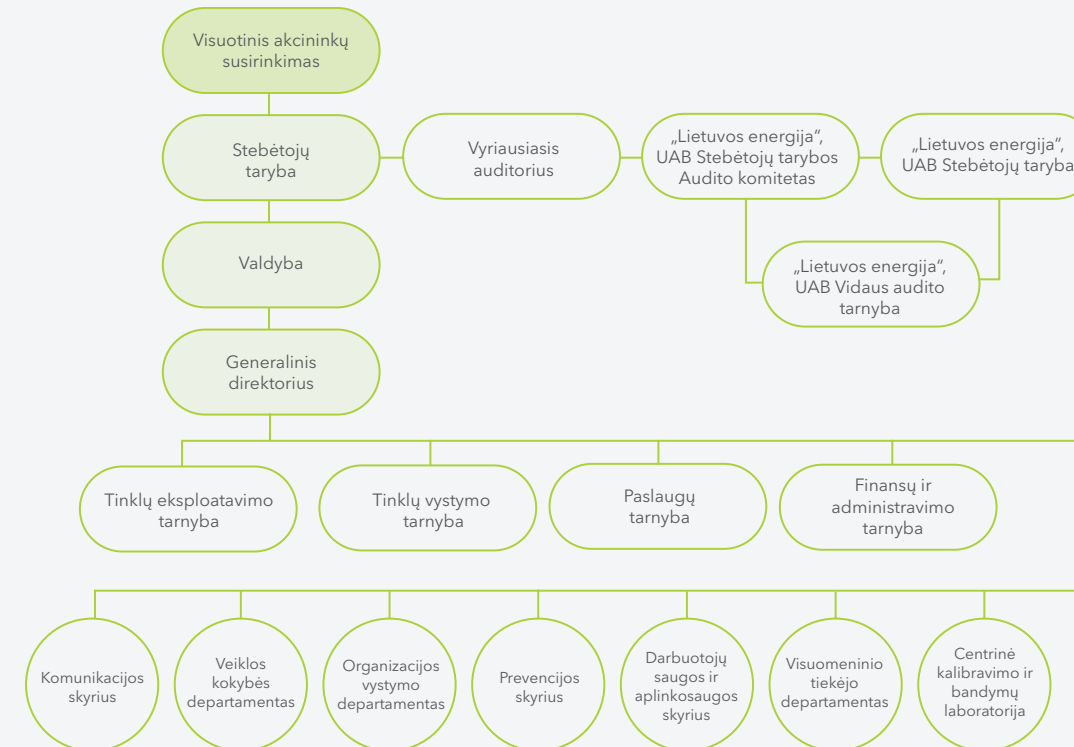 Visuotinis akcininkų
susirinkimas
Stebėtojų
taryba
Vyriausiasis
auditorius
„Lietuvos energija“,
UAB Stebėtojų tarybos
Audito komitetas
„Lietuvos energija“,
UAB Stebėtojų taryba
Valdyba
„Lietuvos energija“,
UAB Vidaus audito
tarnyba
Generalinis
direktorius
Tinklų eksploatavimo
tarnyba
Tinklų vystymo
tarnyba
Paslaugų
tarnyba
Finansų ir
administravimo
tarnyba
Komunikacijos
skyrius
Veiklos
kokybės
departamentas
Organizacijos
vystymo
departamentas
Prevencijos
skyrius
Darbuotojų
saugos ir
aplinkosaugos
skyrius
Visuomeninio
tiekėjo
departamentas
Centrinė
kalibravimo ir
bandymų
laboratorija